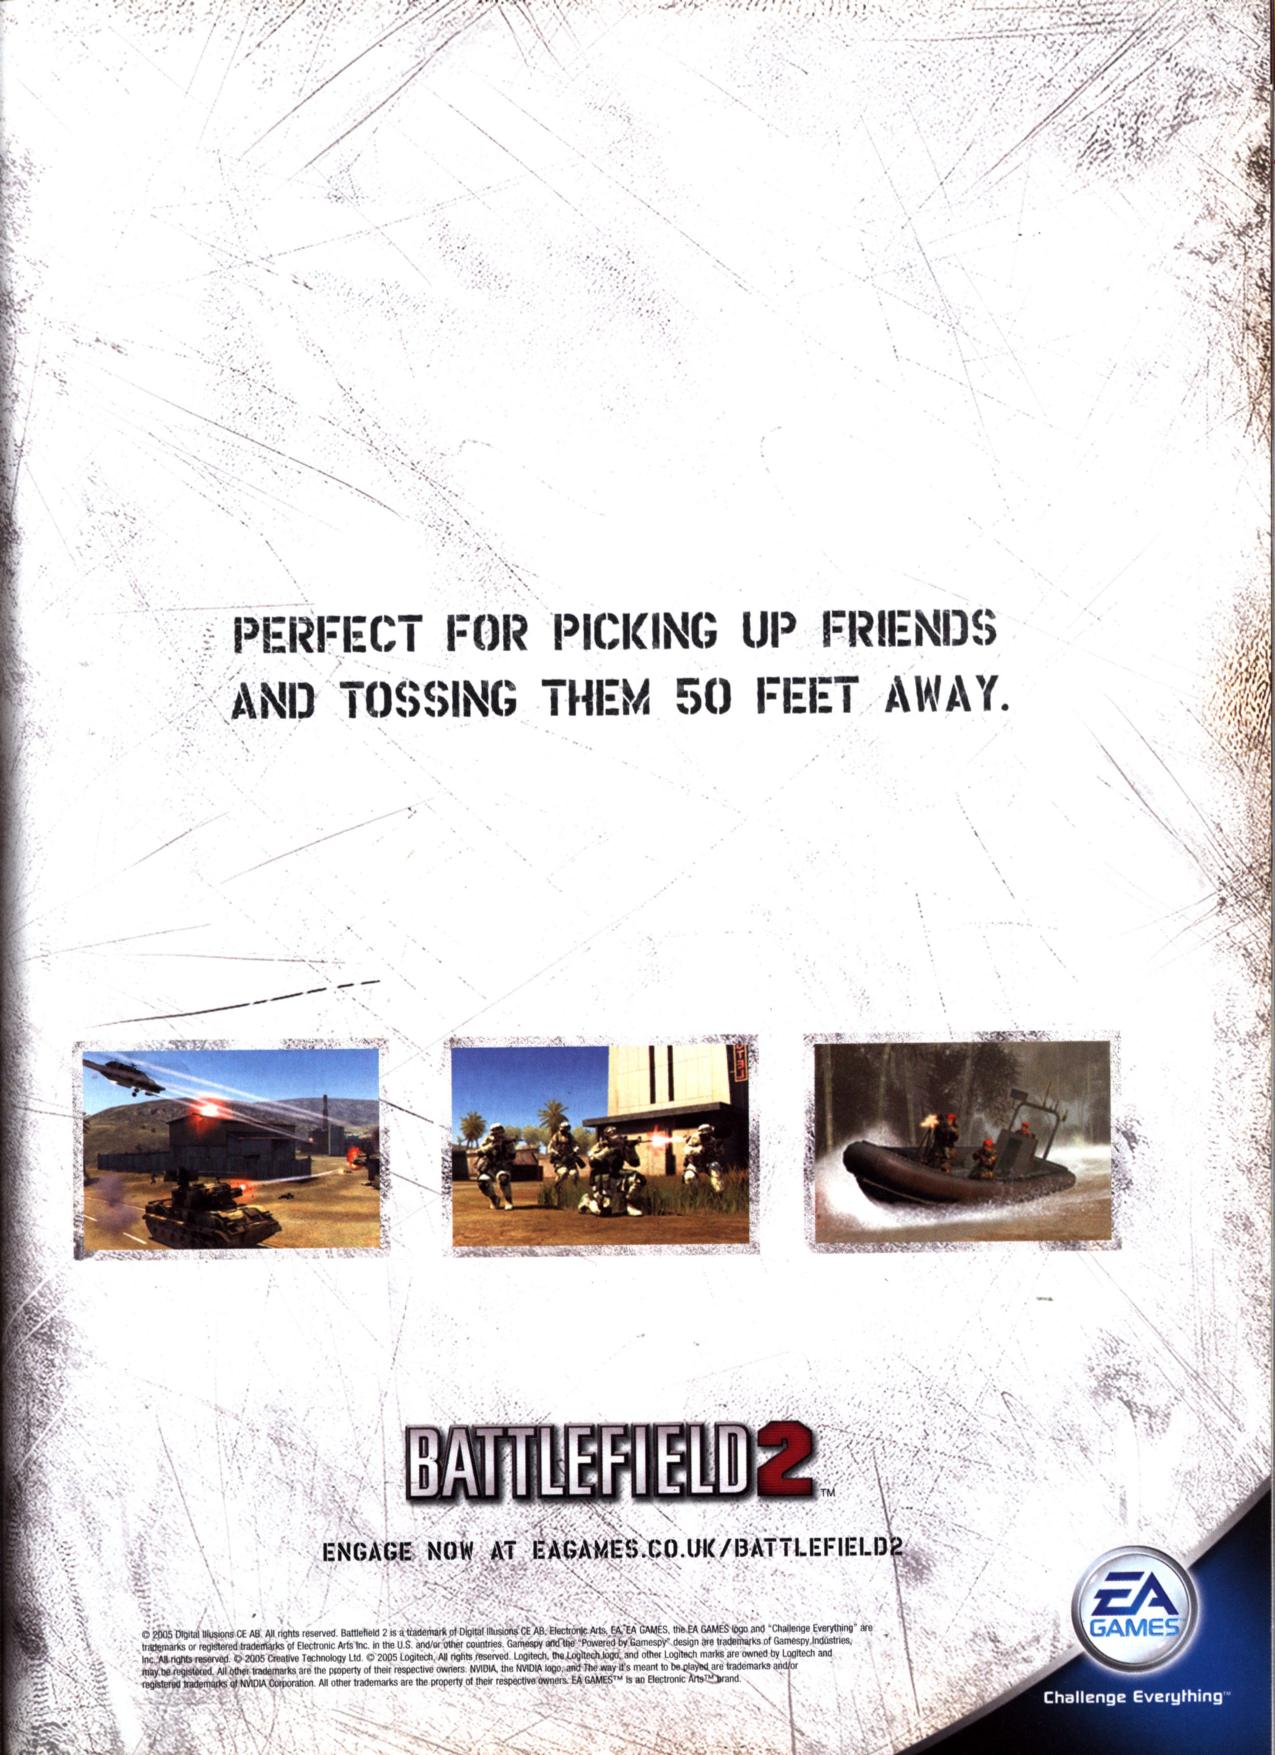 PERFECT FOR PICKING UP FRIENDS
AND TOSSING THEM 50 FEET AWAY.
BATTLEFIELD 2™
ENGAGE NOW AT EAGAMES.CO.UK/BATTLEFIELD2
© 2005 Digital Illusions CE AB. All rights reserved. Battlefield 2 is a trademark of Digital Illusions CE AB. Electronic Arts, EA, EA GAMES, the EA GAMES logo and "Challenge Everything" are
trademarks or registered trademarks of Electronic Arts Inc. in the U.S. and/or other countries. Gamespy and the "Powered by Gamespy" design are trademarks of Gamespy Industries,
Inc. All rights reserved. © 2005 Creative Technology Ltd. © 2005 Logitech, All rights reserved. Logitech, the Logitech logo, and other Logitech marks are owned by Logitech and
may be registered. All other trademarks are the property of their respective owners. NVIDIA, the NVIDIA logo, and The way it's meant to be played are trademarks and/or
registered trademarks of NVIDIA Corporation. All other trademarks are the property of their respective owners. EA GAMES™ is an Electronic Arts™ brand.
EA
GAMES
Challenge Everything™